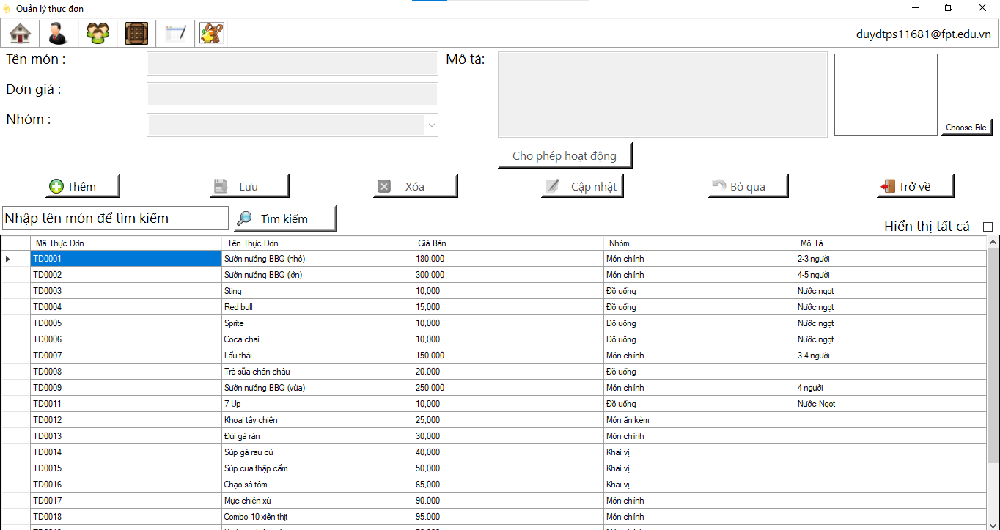 Quản lý thực đơn
duydtps11681@fpt.edu.vn
Tên món :
Mô tả:
Đơn giá :
Nhóm :
Choose File
Cho phép hoạt động
Thêm Lưu Xóa Cập nhật Bỏ qua Trở về
Nhập tên món để tìm kiếm Tìm kiếm
Hiển thị tất cả
Mã Thực Đơn Tên Thực Đơn Giá Bán Nhóm Mô Tả
TD0001 Sườn nướng BBQ (nhỏ) 180,000 Món chính 2-3 người
TD0002 Sườn nướng BBQ (lớn) 300,000 Món chính 4-5 người
TD0003 Sting 10,000 Đồ uống Nước ngọt
TD0004 Red bull 15,000 Đồ uống Nước ngọt
TD0005 Sprite 10,000 Đồ uống Nước ngọt
TD0006 Coca chai 10,000 Đồ uống Nước ngọt
TD0007 Lẩu thái 150,000 Món chính 3-4 người
TD0008 Trà sữa chân châu 20,000 Đồ uống
TD0009 Sườn nướng BBQ (vừa) 250,000 Món chính 4 người
TD0011 7 Up 10,000 Đồ uống Nước Ngọt
TD0012 Khoai tây chiên 25,000 Món ăn kèm
TD0013 Đùi gà rán 30,000 Món chính
TD0014 Súp gà rau củ 40,000 Khai vị
TD0015 Súp cua thập cẩm 50,000 Khai vị
TD0016 Chạo sả tôm 65,000 Khai vị
TD0017 Mực chiên xù 90,000 Món chính
TD0018 Combo 10 xiên thịt 95,000 Món chính